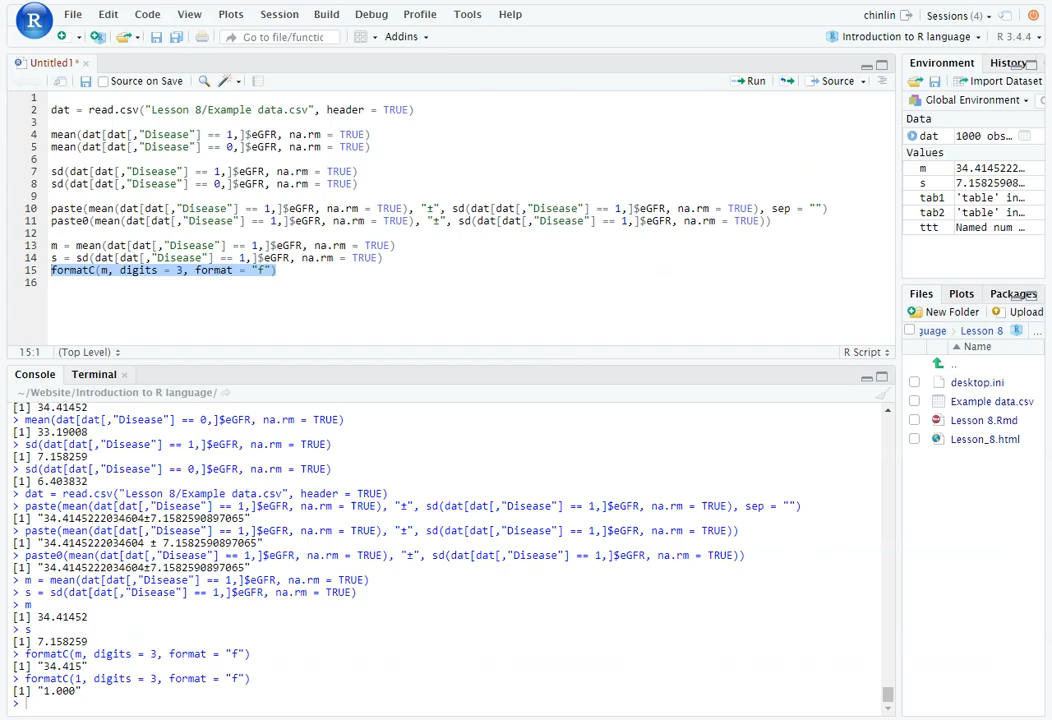 File Edit Code View Plots Session Build Debug Profile Tools Help
chinlin Sessions (4)
Go to file/functic Addins
Introduction to R language R 3.4.4
Untitled1*
Source on Save Run Source
1
2 dat = read.csv("Lesson 8/Example data.csv", header = TRUE)
3
4 mean(dat[dat[,"Disease"] == 1,]$eGFR, na.rm = TRUE)
5 mean(dat[dat[,"Disease"] == 0,]$eGFR, na.rm = TRUE)
6
7 sd(dat[dat[,"Disease"] == 1,]$eGFR, na.rm = TRUE)
8 sd(dat[dat[,"Disease"] == 0,]$eGFR, na.rm = TRUE)
9
10 paste(mean(dat[dat[,"Disease"] == 1,]$eGFR, na.rm = TRUE), "±", sd(dat[dat[,"Disease"] == 1,]$eGFR, na.rm = TRUE), sep = "")
11 paste0(mean(dat[dat[,"Disease"] == 1,]$eGFR, na.rm = TRUE), "±", sd(dat[dat[,"Disease"] == 1,]$eGFR, na.rm = TRUE))
12
13 m = mean(dat[dat[,"Disease"] == 1,]$eGFR, na.rm = TRUE)
14 s = sd(dat[dat[,"Disease"] == 1,]$eGFR, na.rm = TRUE)
15 formatC(m, digits = 3, format = "f")
16
15:1 (Top Level) R Script
Console Terminal
~/Website/Introduction to R language/
[1] 34.41452
> mean(dat[dat[,"Disease"] == 0,]$eGFR, na.rm = TRUE)
[1] 33.19008
> sd(dat[dat[,"Disease"] == 1,]$eGFR, na.rm = TRUE)
[1] 7.158259
> sd(dat[dat[,"Disease"] == 0,]$eGFR, na.rm = TRUE)
[1] 6.403832
> dat = read.csv("Lesson 8/Example data.csv", header = TRUE)
> paste(mean(dat[dat[,"Disease"] == 1,]$eGFR, na.rm = TRUE), "±", sd(dat[dat[,"Disease"] == 1,]$eGFR, na.rm = TRUE), sep = "")
[1] "34.4145222034604±7.1582590897065"
> paste(mean(dat[dat[,"Disease"] == 1,]$eGFR, na.rm = TRUE), "±", sd(dat[dat[,"Disease"] == 1,]$eGFR, na.rm = TRUE))
[1] "34.4145222034604 ± 7.1582590897065"
> paste0(mean(dat[dat[,"Disease"] == 1,]$eGFR, na.rm = TRUE), "±", sd(dat[dat[,"Disease"] == 1,]$eGFR, na.rm = TRUE))
[1] "34.4145222034604±7.1582590897065"
> m = mean(dat[dat[,"Disease"] == 1,]$eGFR, na.rm = TRUE)
> s = sd(dat[dat[,"Disease"] == 1,]$eGFR, na.rm = TRUE)
> m
[1] 34.41452
> s
[1] 7.158259
> formatC(m, digits = 3, format = "f")
[1] "34.415"
> formatC(1, digits = 3, format = "f")
[1] "1.000"
>
Environment History
Import Dataset
Global Environment
Data
dat 1000 obs…
Values
m 34.4145222…
s 7.15825908…
tab1 'table' in…
tab2 'table' in…
ttt Named num …
Files Plots Packages
New Folder Upload
guage Lesson 8 ...
Name
..
desktop.ini
Example data.csv
Lesson 8.Rmd
Lesson_8.html